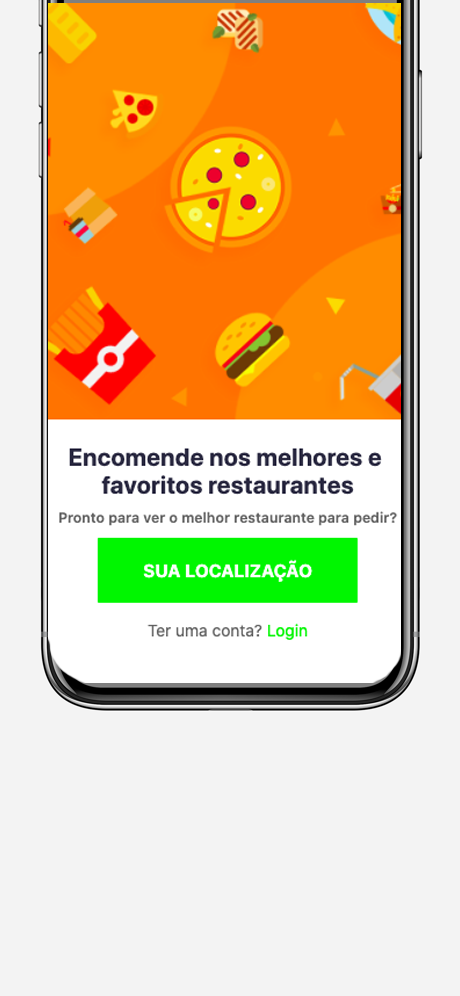 Encomende nos melhores e
favoritos restaurantes
Pronto para ver o melhor restaurante para pedir?
SUA LOCALIZAÇÃO
Ter uma conta? Login